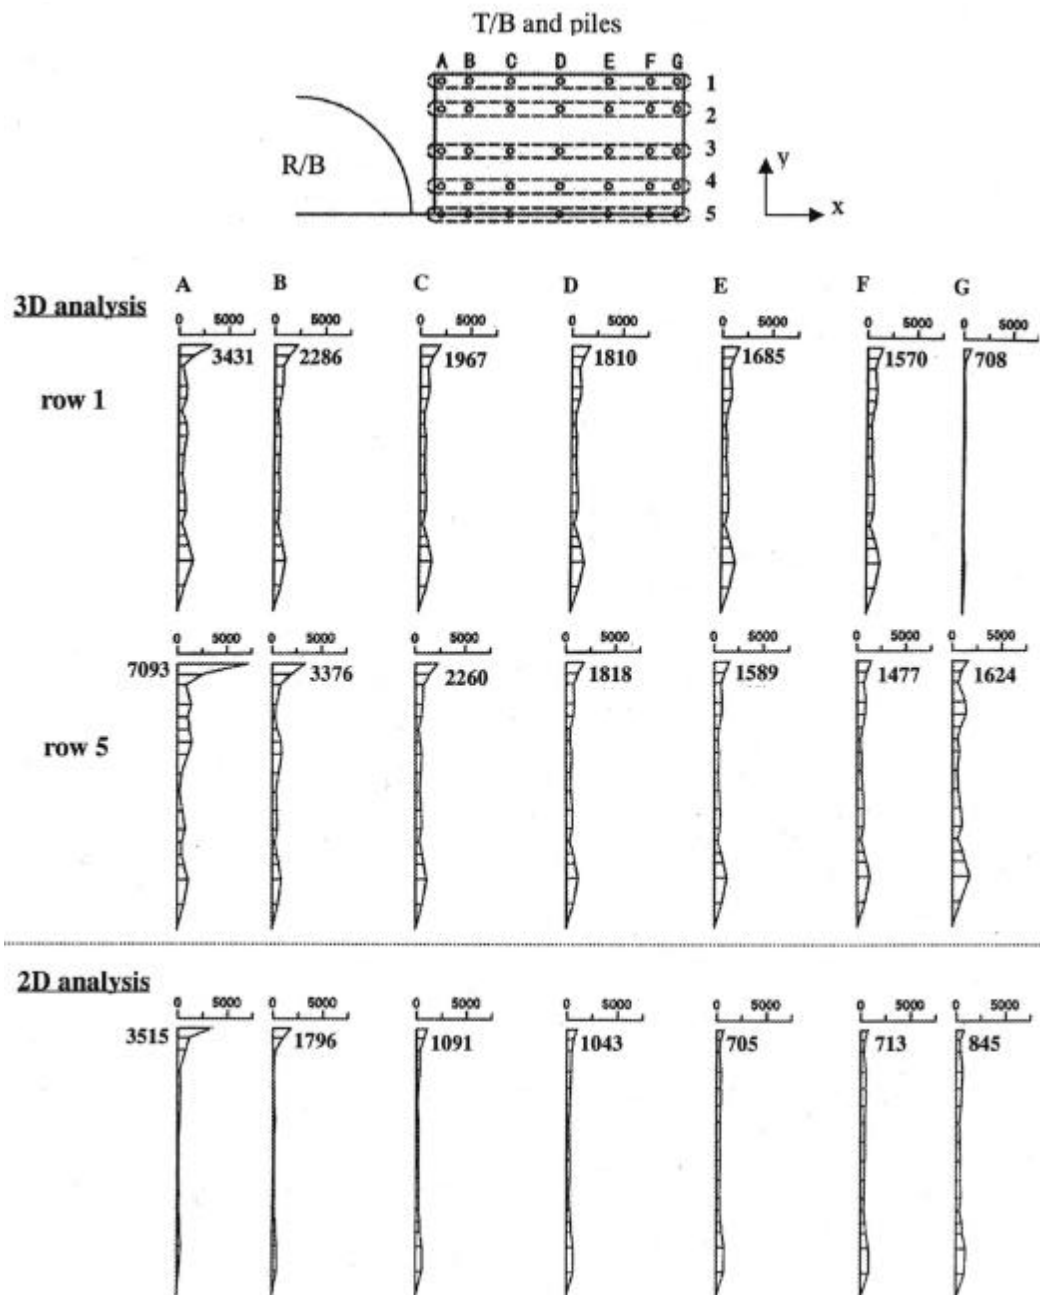 T/B and piles
A B C D E F G
1
2
3
4
5
R/B
y
x
A B C D E F G
3D analysis
0 5000 0 5000 0 5000 0 5000 0 5000 0 5000 0 5000
3431 2286 1967 1810 1685 1570 708
row 1
0 5000 0 5000 0 5000 0 5000 0 5000 0 5000 0 5000
7093 3376 2260 1818 1589 1477 1624
row 5
2D analysis
0 5000 0 5000 0 5000 0 5000 0 5000 0 5000 0 5000
3515 1796 1091 1043 705 713 845